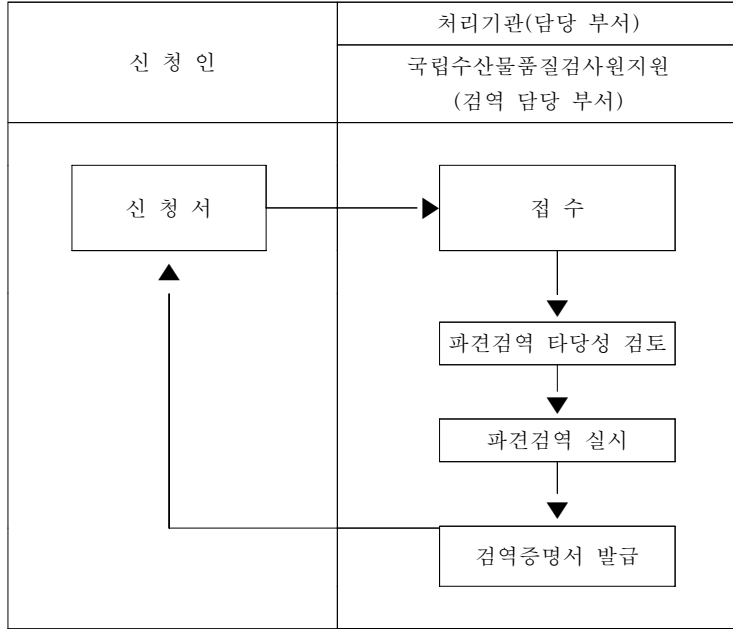 신 청 인
처리기관(담당 부서)
국립수산물품질검사원지원
(검역 담당 부서)
신 청 서
접 수
파견검역 타당성 검토
파견검역 실시
검역증명서 발급